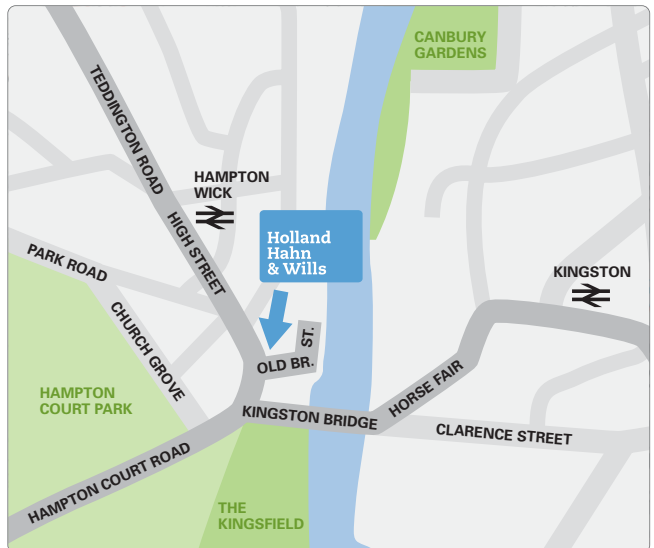 CANBURY
GARDENS
TEDDINGTON ROAD
HAMPTON
WICK
HIGH STREET
Holland
Hahn
& Wills
PARK ROAD
KINGSTON
CHURCH GROVE
OLD BR.
ST.
HORSE FAIR
HAMPTON
COURT PARK
KINGSTON BRIDGE
CLARENCE STREET
HAMPTON COURT ROAD
THE
KINGSFIELD